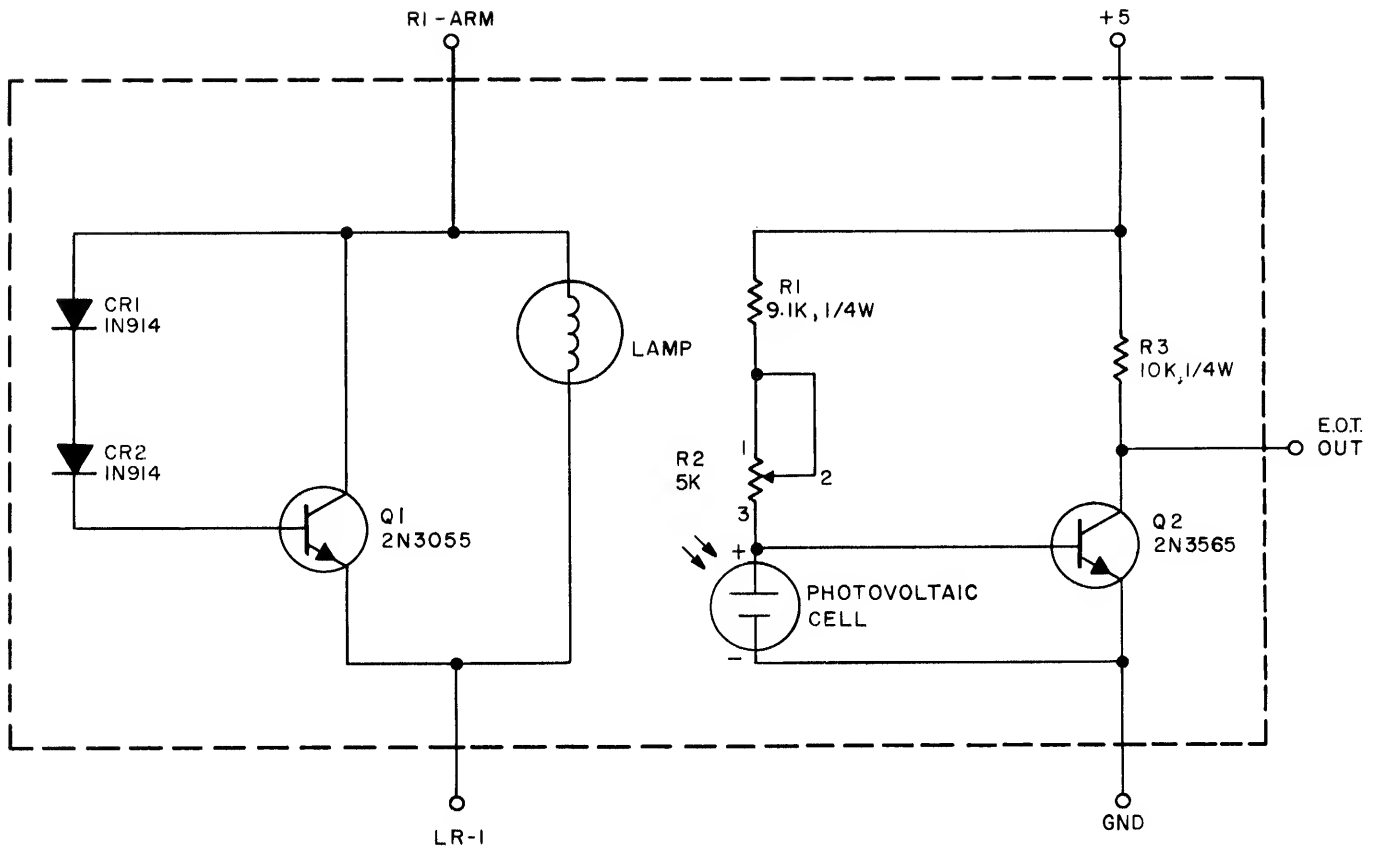 R1-ARM
+5
CR1
1N914
LAMP
R1
9.1K, 1/4W
R3
10K, 1/4W
E.O.T.
OUT
CR2
1N914
R2
5K
1
2
3
Q1
2N3055
Q2
2N3565
+
PHOTOVOLTAIC
CELL
-
LR-1
GND